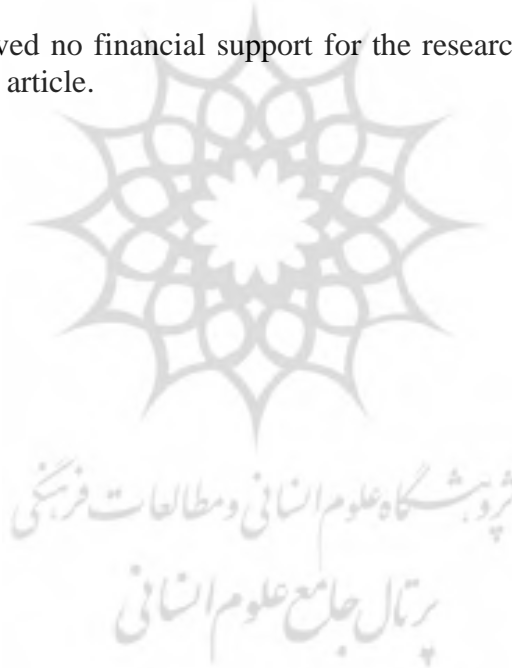 ved no financial support for the researc
article.
پژوهشگاه علوم انسانی و مطالعات فرهنگی
پرتال جامع علوم انسانی